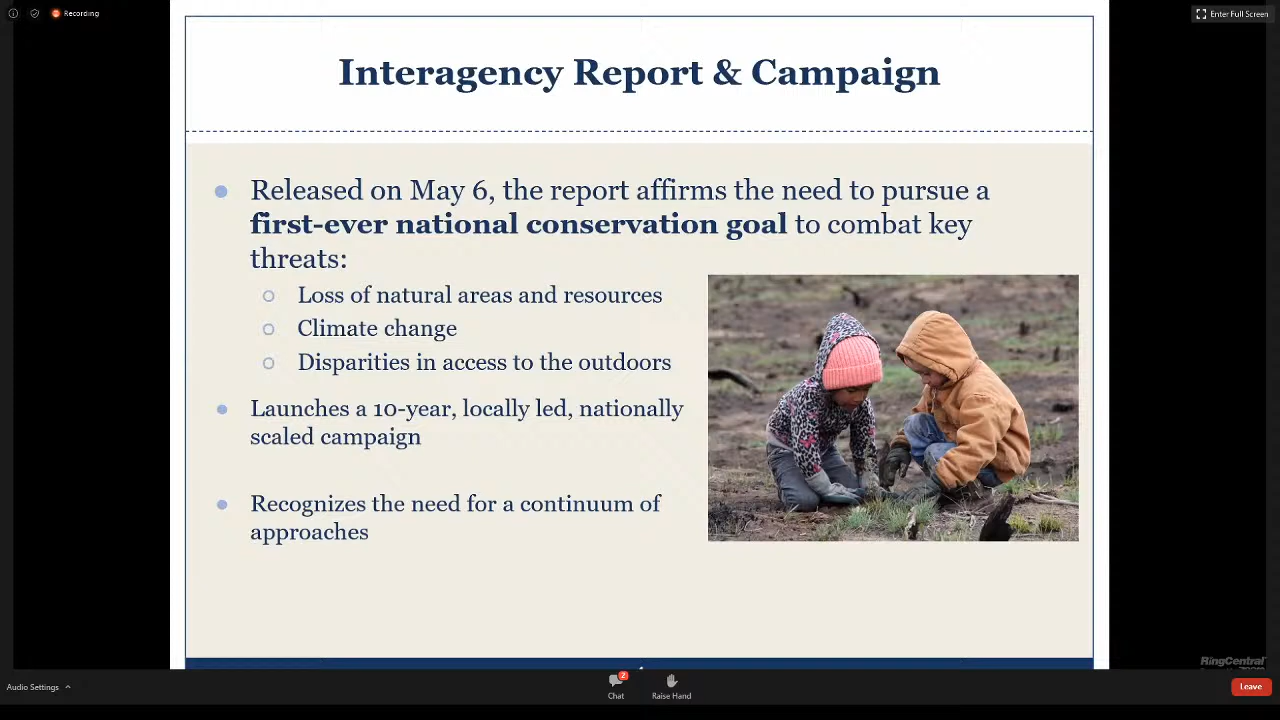 Recording
Enter Full Screen
Interagency Report & Campaign
Released on May 6, the report affirms the need to pursue a
first-ever national conservation goal to combat key
threats:
Loss of natural areas and resources
Climate change
Disparities in access to the outdoors
Launches a 10-year, locally led, nationally
scaled campaign
Recognizes the need for a continuum of
approaches
RingCentral
Audio Settings
2
Chat
Raise Hand
Leave